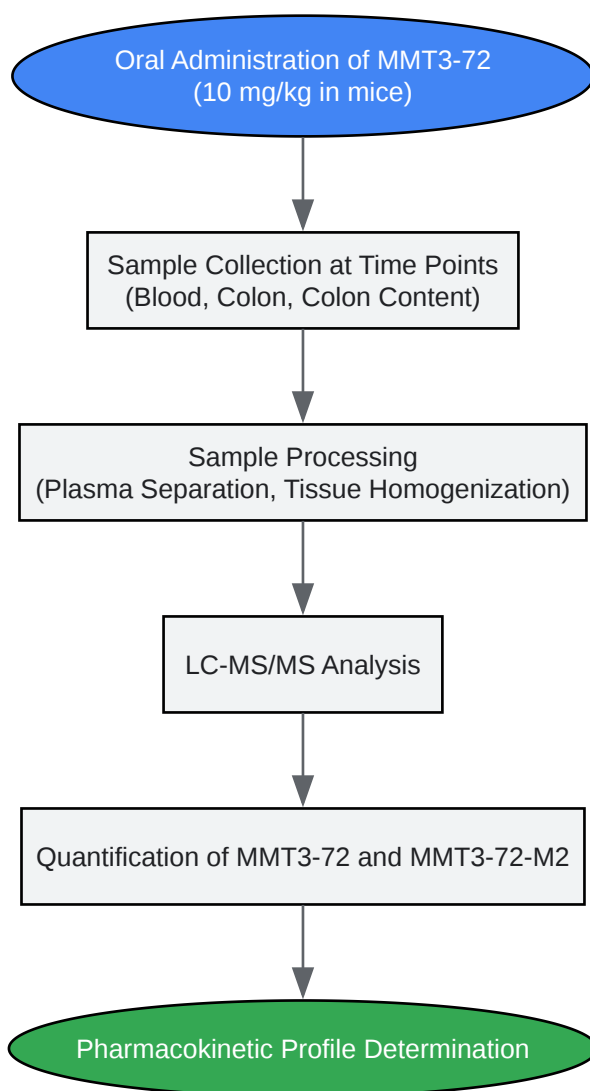 Oral Administration of MMT3-72
(10 mg/kg in mice)
Sample Collection at Time Points
(Blood, Colon, Colon Content)
Sample Processing
(Plasma Separation, Tissue Homogenization)
LC-MS/MS Analysis
Quantification of MMT3-72 and MMT3-72-M2
Pharmacokinetic Profile Determination